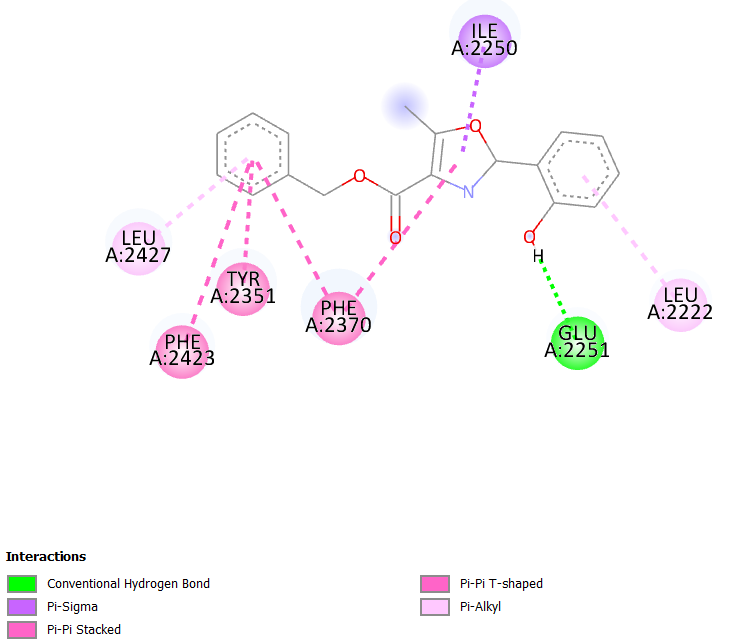 ILE
A:2250
O
O
N
O
O
H
LEU
A:2427
TYR
A:2351
PHE
A:2370
PHE
A:2423
GLU
A:2251
LEU
A:2222
Interactions
Conventional Hydrogen Bond
Pi-Sigma
Pi-Pi Stacked
Pi-Pi T-shaped
Pi-Alkyl